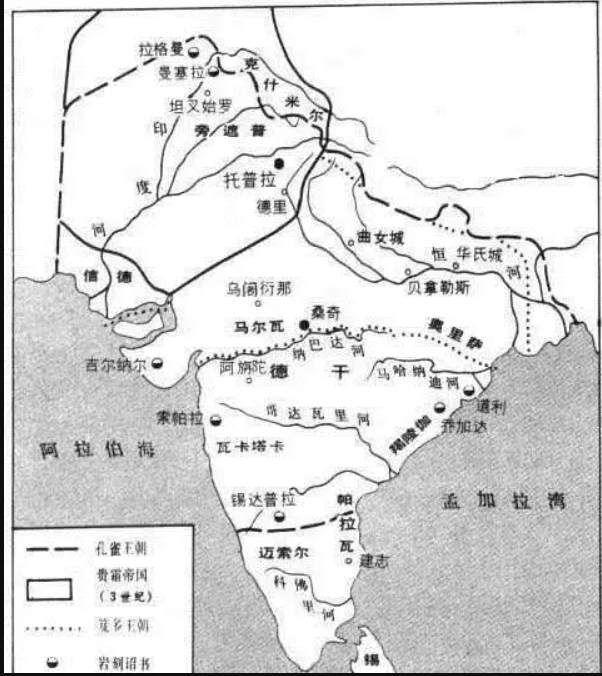 拉格曼
曼塞拉
克什米尔
坦叉始罗
印度河
旁遮普
托普拉
德里
曲女城
恒河
华氏城
贝拿勒斯
信德
乌阇衍那
桑奇
马尔瓦
奥里萨
纳巴达河
吉尔纳尔
阿旃陀
德干
马哈纳迪河
道利
索帕拉
哥达瓦里河
乔加达
羯陵伽
阿拉伯海
瓦卡塔卡
孟加拉湾
锡达普拉
帕拉瓦
迈索尔
建志
科佛里河
锡
孔雀王朝
贵霜帝国
(3世纪)
笈多王朝
岩刻诏书